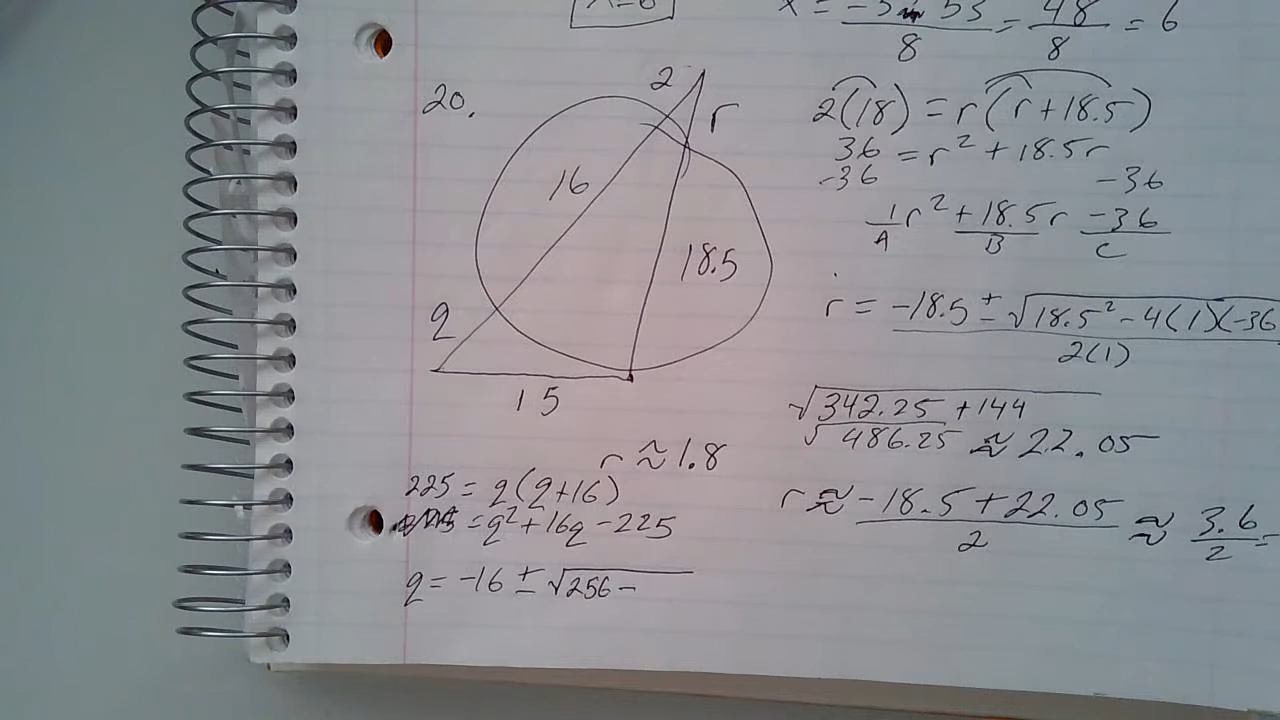 x=6
x = -5 ± 53 / 8 = 48 / 8 = 6
20.
2
r
16
18.5
q
15
2(18) = r(r+18.5)
36 = r² + 18.5r
-36 -36
1r² + 18.5r - 36
A B C
r = -18.5 ± √18.5² - 4(1)(-36
2(1)
√342.25 + 144
√486.25 ≈ 22.05
r ≈ -18.5 + 22.05 / 2 ≈ 3.6 / 2 =
r ≈ 1.8
225 = q(q+16)
= q² + 16q - 225
q = -16 ± √256 -